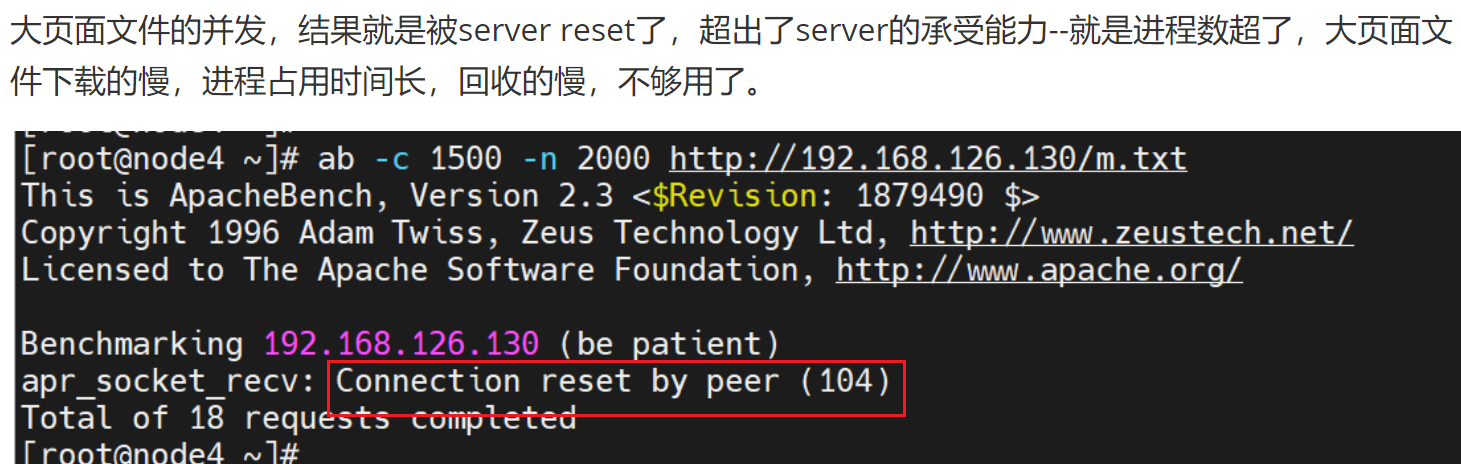 大页面文件的并发，结果就是被server reset了，超出了server的承受能力--就是进程数超了，大页面文
件下载的慢，进程占用时间长，回收的慢，不够用了。
[root@node4 ~]# ab -c 1500 -n 2000 http://192.168.126.130/m.txt
This is ApacheBench, Version 2.3 <$Revision: 1879490 $>
Copyright 1996 Adam Twiss, Zeus Technology Ltd, http://www.zeustech.net/
Licensed to The Apache Software Foundation, http://www.apache.org/
Benchmarking 192.168.126.130 (be patient)
apr_socket_recv: Connection reset by peer (104)
Total of 18 requests completed
[root@node4 ~]#